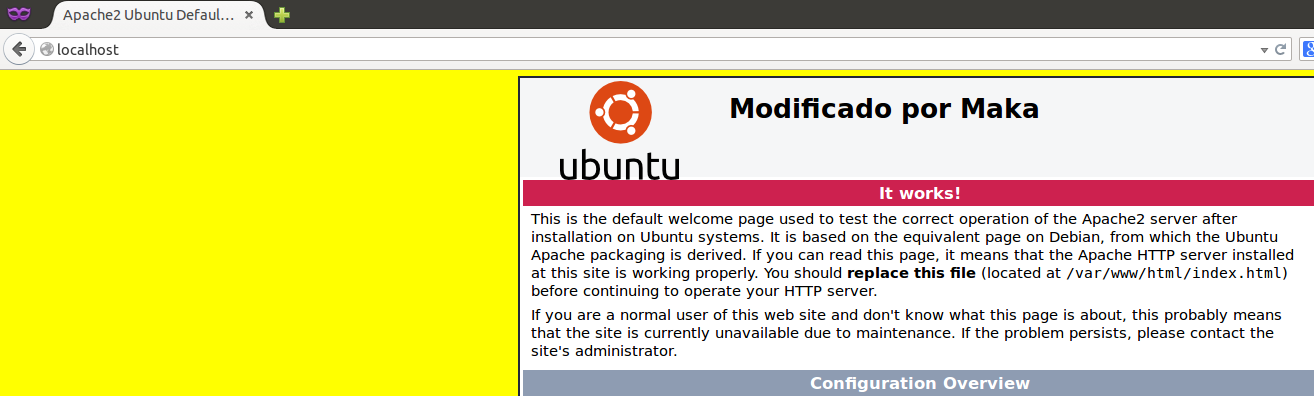 Apache2 Ubuntu Defaul...
localhost
Modificado por Maka
ubuntu
It works!
This is the default welcome page used to test the correct operation of the Apache2 server after
installation on Ubuntu systems. It is based on the equivalent page on Debian, from which the Ubuntu
Apache packaging is derived. If you can read this page, it means that the Apache HTTP server installed
at this site is working properly. You should replace this file (located at /var/www/html/index.html)
before continuing to operate your HTTP server.
If you are a normal user of this web site and don't know what this page is about, this probably means
that the site is currently unavailable due to maintenance. If the problem persists, please contact the
site's administrator.
Configuration Overview